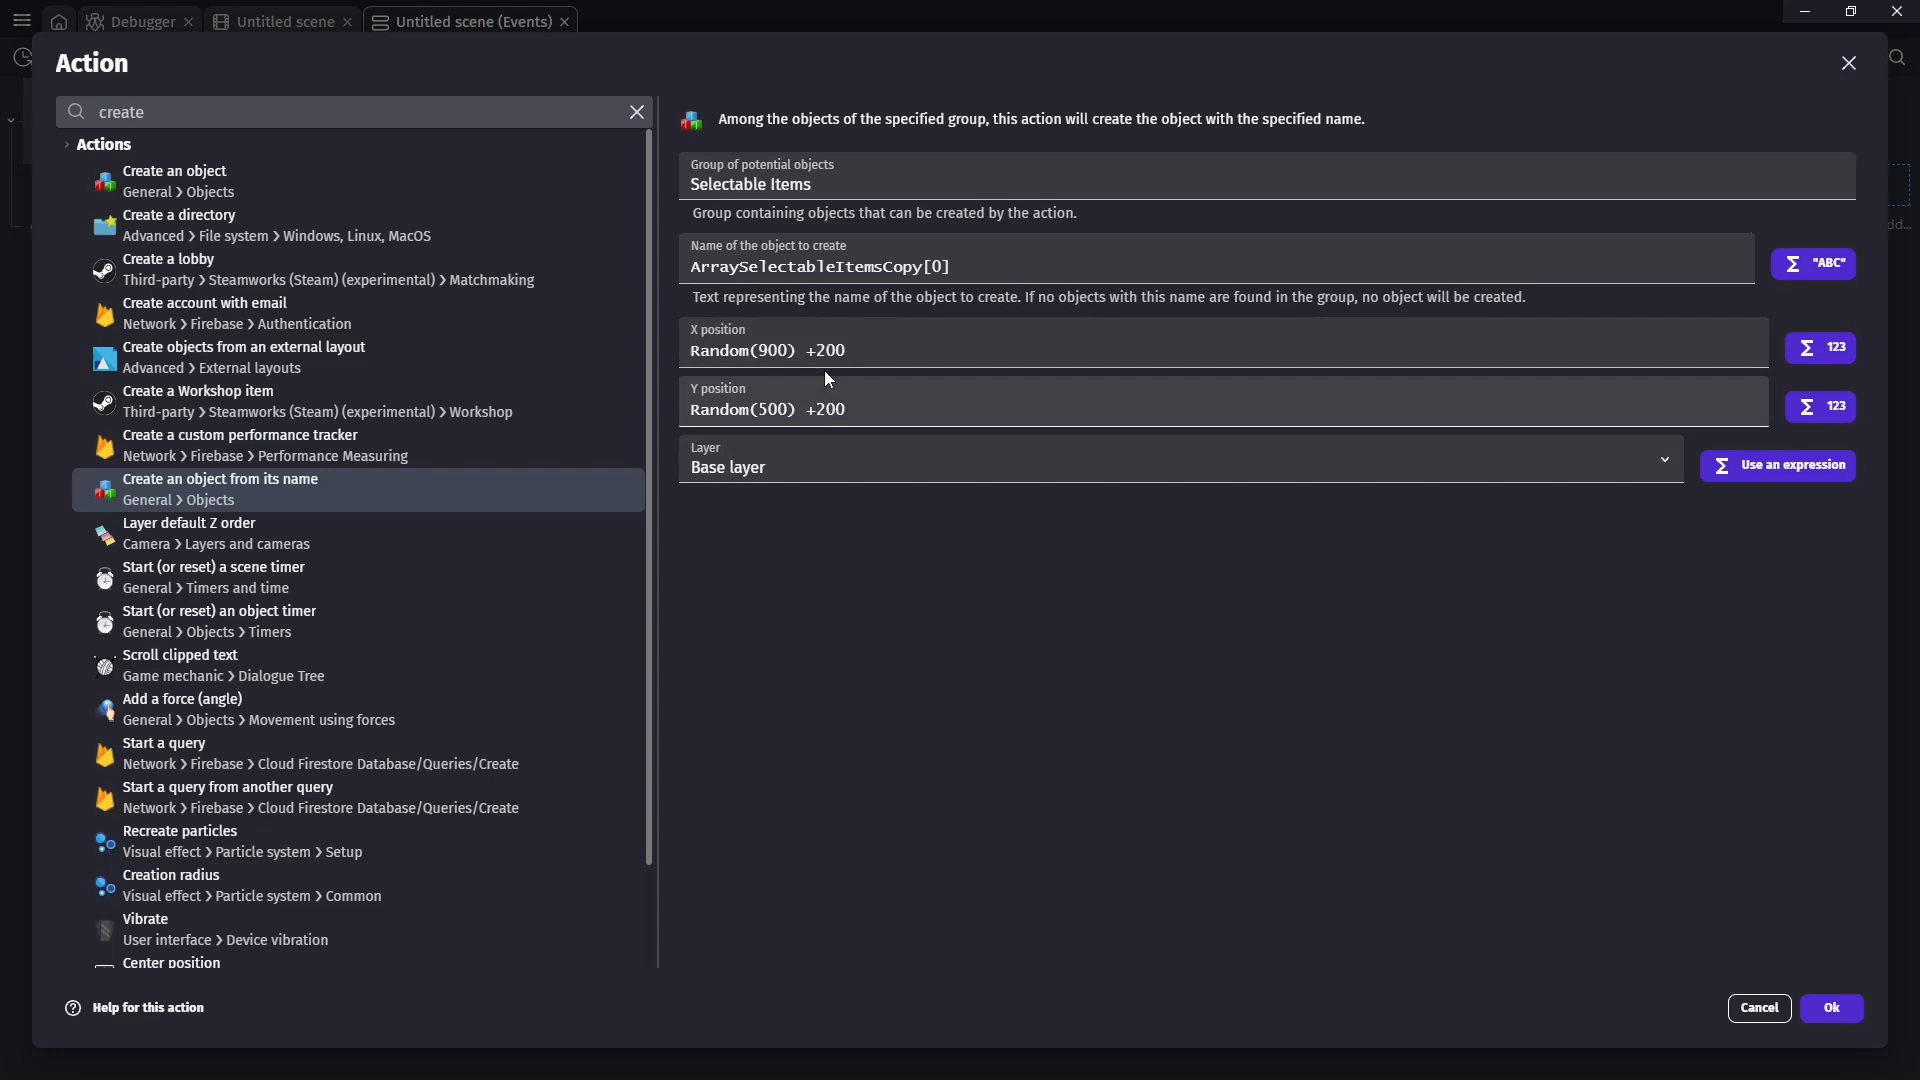 Debugger
Untitled scene
Untitled scene (Events)
Action
create
Actions
Create an object
General > Objects
Create a directory
Advanced > File system > Windows, Linux, MacOS
Create a lobby
Third-party > Steamworks (Steam) (experimental) > Matchmaking
Create account with email
Network > Firebase > Authentication
Create objects from an external layout
Advanced > External layouts
Create a Workshop item
Third-party > Steamworks (Steam) (experimental) > Workshop
Create a custom performance tracker
Network > Firebase > Performance Measuring
Create an object from its name
General > Objects
Layer default Z order
Camera > Layers and cameras
Start (or reset) a scene timer
General > Timers and time
Start (or reset) an object timer
General > Objects > Timers
Scroll clipped text
Game mechanic > Dialogue Tree
Add a force (angle)
General > Objects > Movement using forces
Start a query
Network > Firebase > Cloud Firestore Database/Queries/Create
Start a query from another query
Network > Firebase > Cloud Firestore Database/Queries/Create
Recreate particles
Visual effect > Particle system > Setup
Creation radius
Visual effect > Particle system > Common
Vibrate
User interface > Device vibration
Center position
Among the objects of the specified group, this action will create the object with the specified name.
Group of potential objects
Selectable Items
Group containing objects that can be created by the action.
Name of the object to create
ArraySelectableItemsCopy[0]
Σ "ABC"
Text representing the name of the object to create. If no objects with this name are found in the group, no object will be created.
X position
Random(900) +200
Σ 123
Y position
Random(500) +200
Σ 123
Layer
Base layer
Σ Use an expression
Help for this action
Cancel
Ok